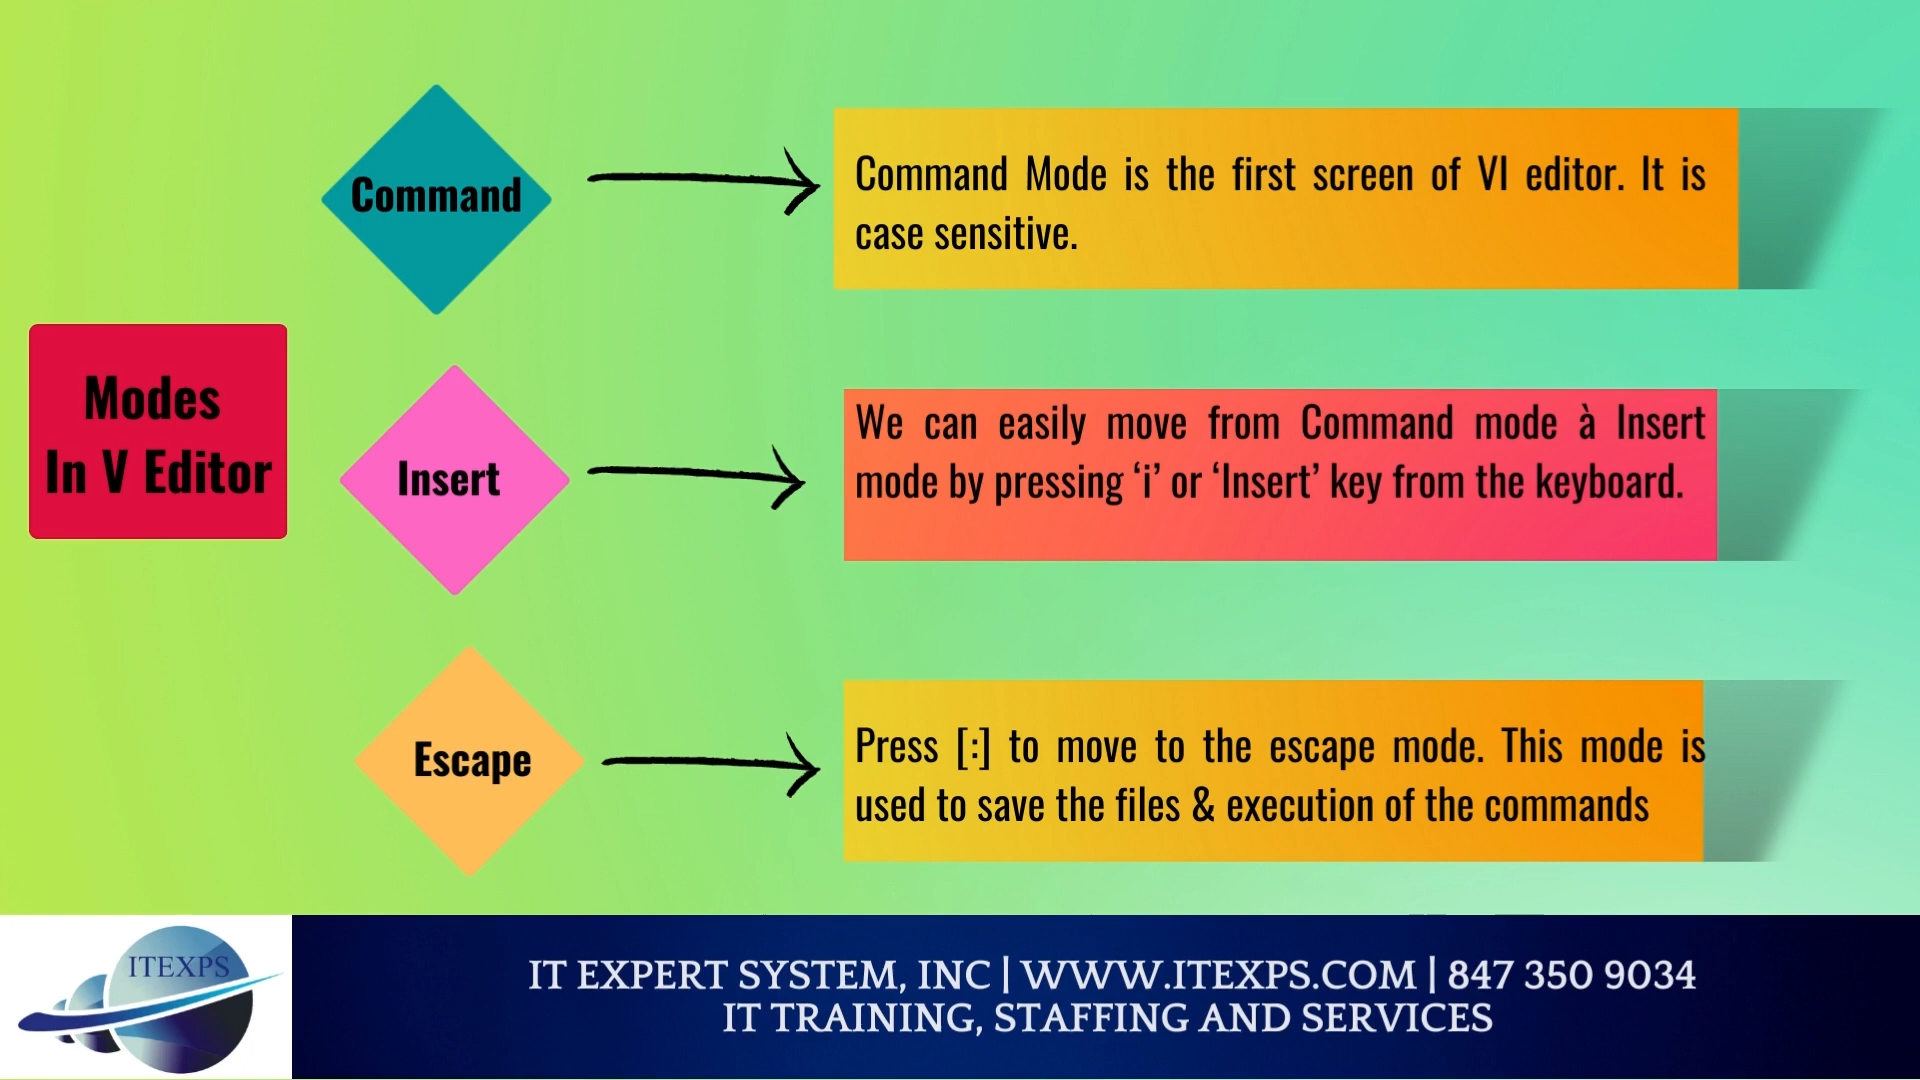 Modes
In V Editor
Command
Command Mode is the first screen of VI editor. It is
case sensitive.
Insert
We can easily move from Command mode à Insert
mode by pressing ‘i’ or ‘Insert’ key from the keyboard.
Escape
Press [:] to move to the escape mode. This mode is
used to save the files & execution of the commands
ITEXPS
IT EXPERT SYSTEM, INC | WWW.ITEXPS.COM | 847 350 9034
IT TRAINING, STAFFING AND SERVICES